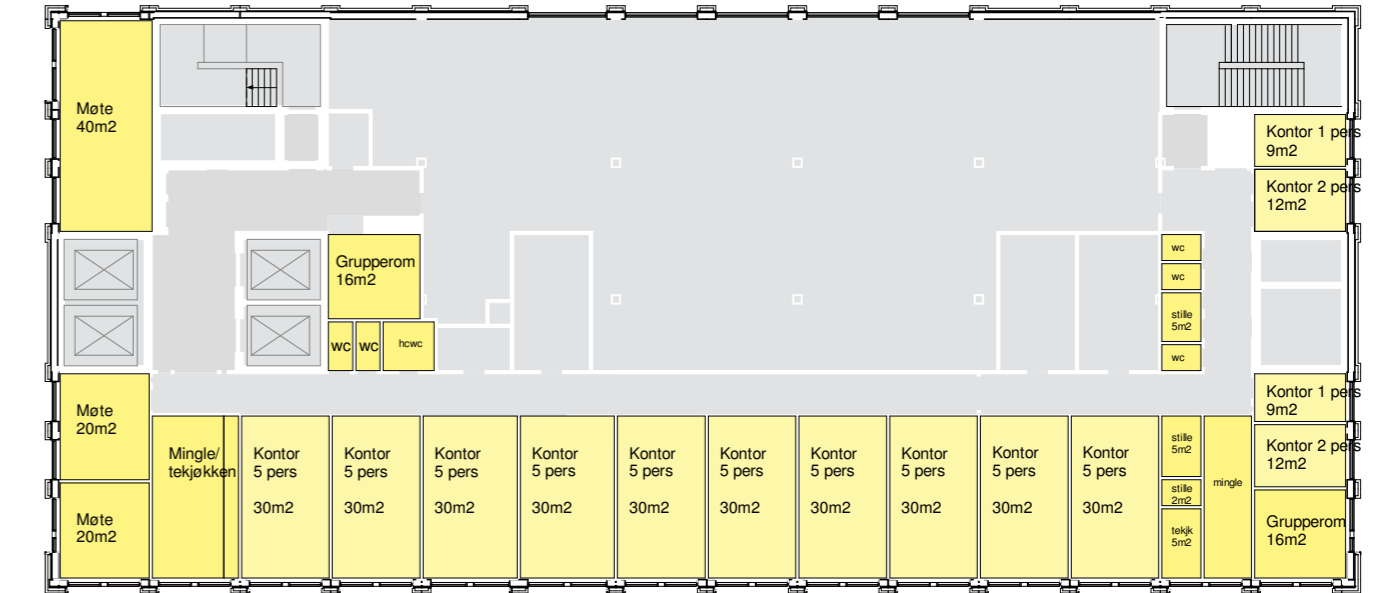 Møte
40m2
Kontor 1 pers
9m2
Kontor 2 pers
12m2
Grupperom
16m2
wc
wc
hcwc
wc
wc
stille
5m2
wc
Møte
20m2
Møte
20m2
Mingle/
tekjøkken
Kontor
5 pers
30m2
Kontor
5 pers
30m2
Kontor
5 pers
30m2
Kontor
5 pers
30m2
Kontor
5 pers
30m2
Kontor
5 pers
30m2
Kontor
5 pers
30m2
Kontor
5 pers
30m2
Kontor
5 pers
30m2
Kontor
5 pers
30m2
stille
5m2
stille
2m2
tekjk
5m2
mingle
Kontor 1 pers
9m2
Kontor 2 pers
12m2
Grupperom
16m2